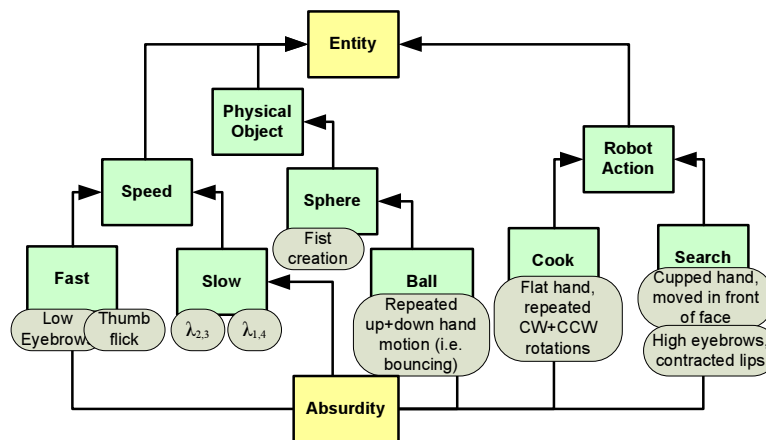 Entity
Physical
Object
Robot
Action
Speed
Sphere
Fist
creation
Fast
Low
Eyebrows
Thumb
flick
Slow
λ2,3
λ1,4
Ball
Repeated
up+down hand
motion (i.e.
bouncing)
Cook
Flat hand,
repeated
CW+CCW
rotations
Search
Cupped hand,
moved in front
of face
High eyebrows,
contracted lips
Absurdity